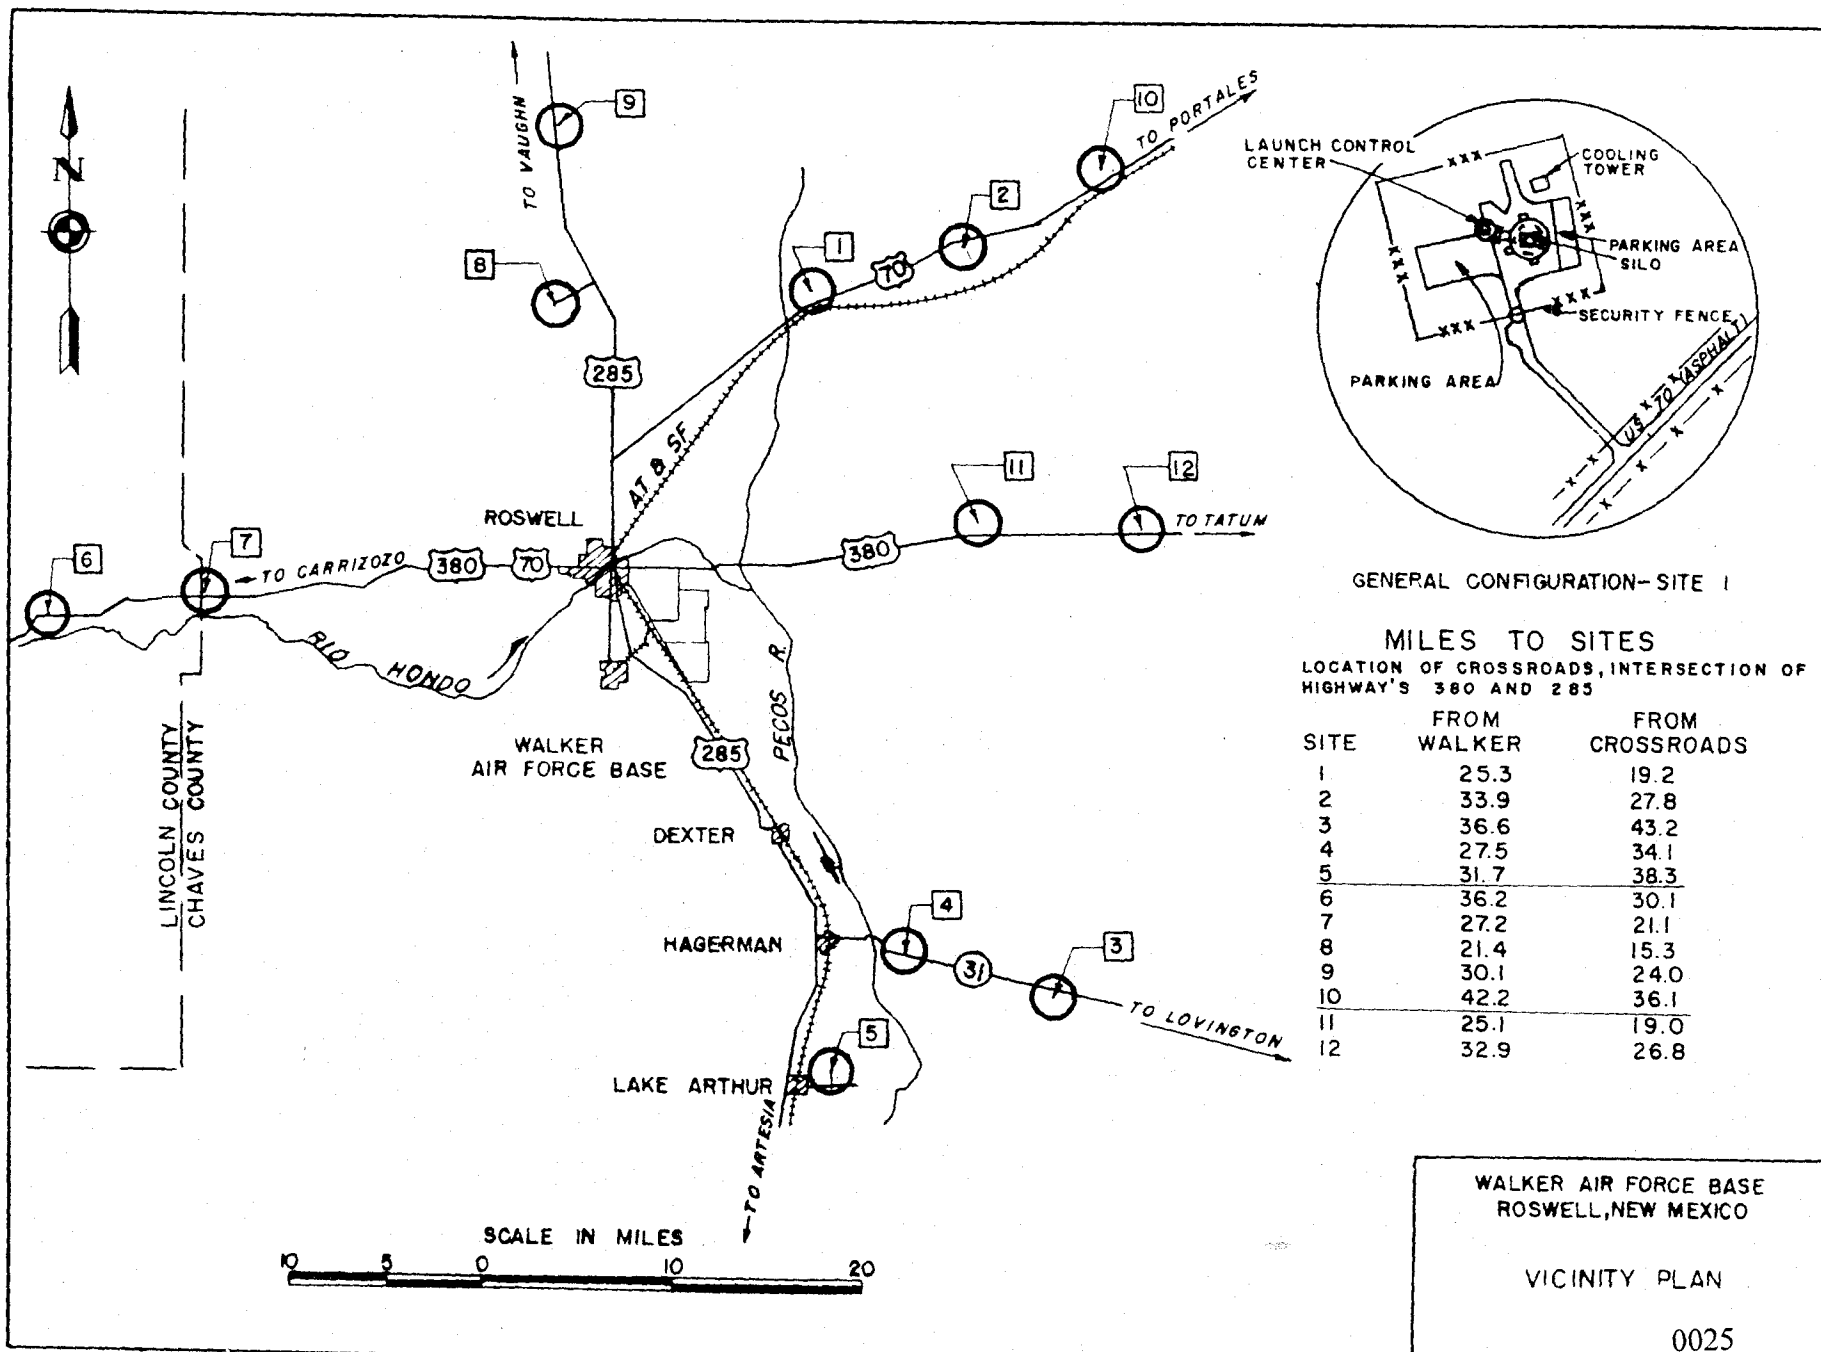 N
TO VAUGHN
9
8
285
1
2
10
TO PORTALES
70
AT & SF
ROSWELL
11
12
TO TATUM
380
6
7
TO CARRIZOZO
380
70
RIO HONDO
PECOS R.
LINCOLN COUNTY
CHAVES COUNTY
WALKER
AIR FORCE BASE
285
DEXTER
HAGERMAN
4
31
3
TO LOVINGTON
5
LAKE ARTHUR
TO ARTESIA
SCALE IN MILES
10 5 0 10 20
LAUNCH CONTROL
CENTER
XXX
COOLING
TOWER
XXX
XXX
PARKING AREA
SILO
XXX
XXX
SECURITY FENCE
PARKING AREA
US 70 (ASPHALT)
X X X X
X X X X
GENERAL CONFIGURATION-SITE 1
MILES TO SITES
LOCATION OF CROSSROADS, INTERSECTION OF
HIGHWAY'S 380 AND 285
SITE FROM WALKER FROM CROSSROADS
1 25.3 19.2
2 33.9 27.8
3 36.6 43.2
4 27.5 34.1
5 31.7 38.3
6 36.2 30.1
7 27.2 21.1
8 21.4 15.3
9 30.1 24.0
10 42.2 36.1
11 25.1 19.0
12 32.9 26.8
WALKER AIR FORCE BASE
ROSWELL, NEW MEXICO
VICINITY PLAN
0025